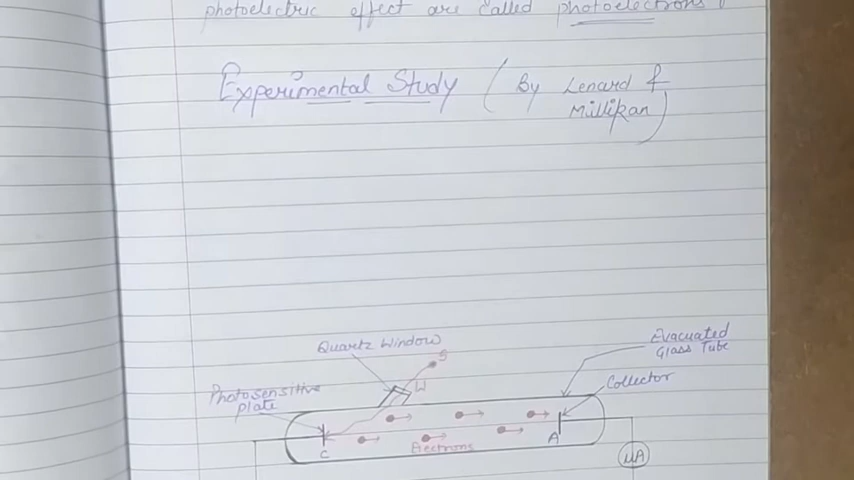 photoelectric effect are called photoelectrons
Experimental Study (By Lenard &
Millikan)
Quartz Window
S
W
Evacuated
Glass Tube
Photosensitive
plate
Collector
C
Electrons
A
μA